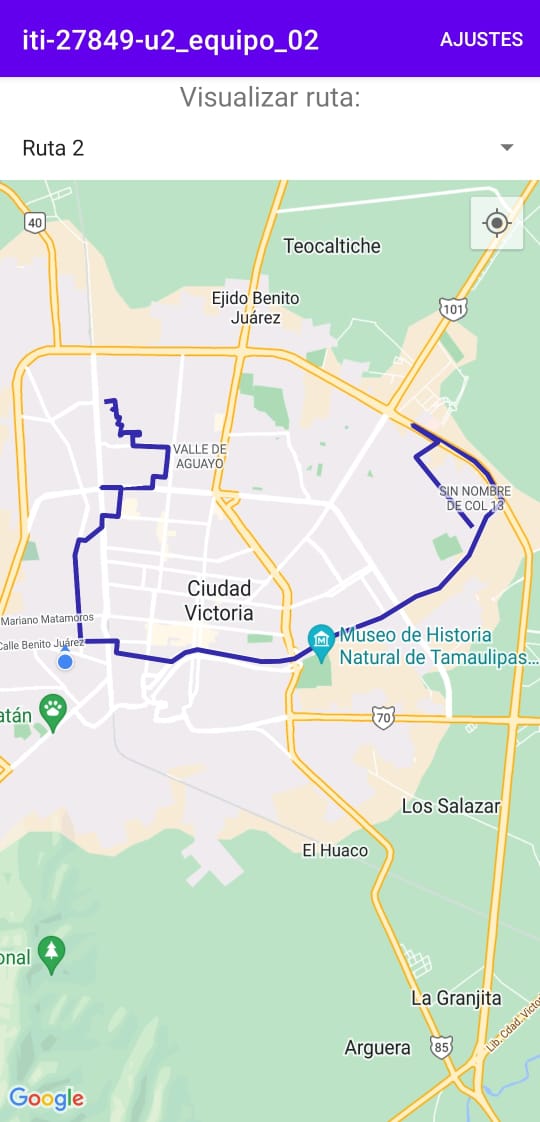 iti-27849-u2_equipo_02
AJUSTES
Visualizar ruta:
Ruta 2
40
Teocaltiche
Ejido Benito
Juárez
101
VALLE DE
AGUAYO
SIN NOMBRE
DE COL 13
Ciudad
Victoria
Mariano Matamoros
Calle Benito Juárez
Museo de Historia
Natural de Tamaulipas...
atán
70
Los Salazar
El Huaco
onal
La Granjita
Lib. Cdad. Victor
Arguera
85
Google